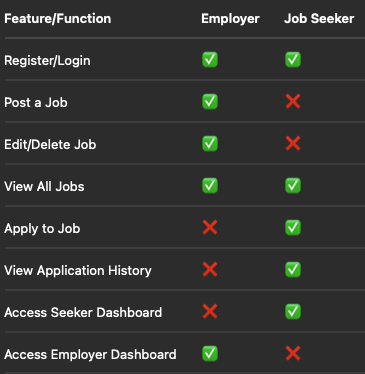 Feature/Function Employer Job Seeker
Register/Login ✅ ✅
Post a Job ✅ ❌
Edit/Delete Job ✅ ❌
View All Jobs ✅ ✅
Apply to Job ❌ ✅
View Application History ❌ ✅
Access Seeker Dashboard ❌ ✅
Access Employer Dashboard ✅ ❌